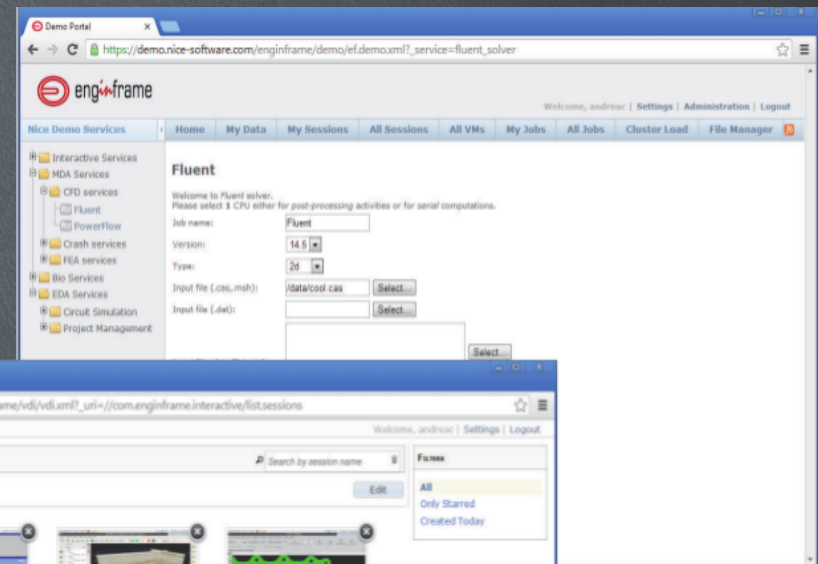 Demo Portal
https://demo.nice-software.com/enginframe/demo/ef.demo.xml?_service=fluent_solver
enginframe
Welcome, andreac | Settings | Administration | Logout
Nice Demo Services
Home My Data My Sessions All Sessions All VMs My Jobs All Jobs Cluster Load File Manager
Interactive Services
MDA Services
CFD services
Fluent
PowerFlow
Crash services
FEA services
Bio Services
EDA Services
Circuit Simulation
Project Management
Fluent
Welcome to Fluent solver.
Please select 1 CPU either for post-processing activities or for serial computations.
Job name: Fluent
Version: 14.5
Type: 2d
Input file (.cas,.msh): /data/cool.cas Select...
Input file (.dat): Select...
Select...
ame/vdi/vdi.xml?_uri=//com.enginframe.interactive/list.sessions
Welcome, andreac | Settings | Logout
Search by session name
Edit
Filters
All
Only Starred
Created Today